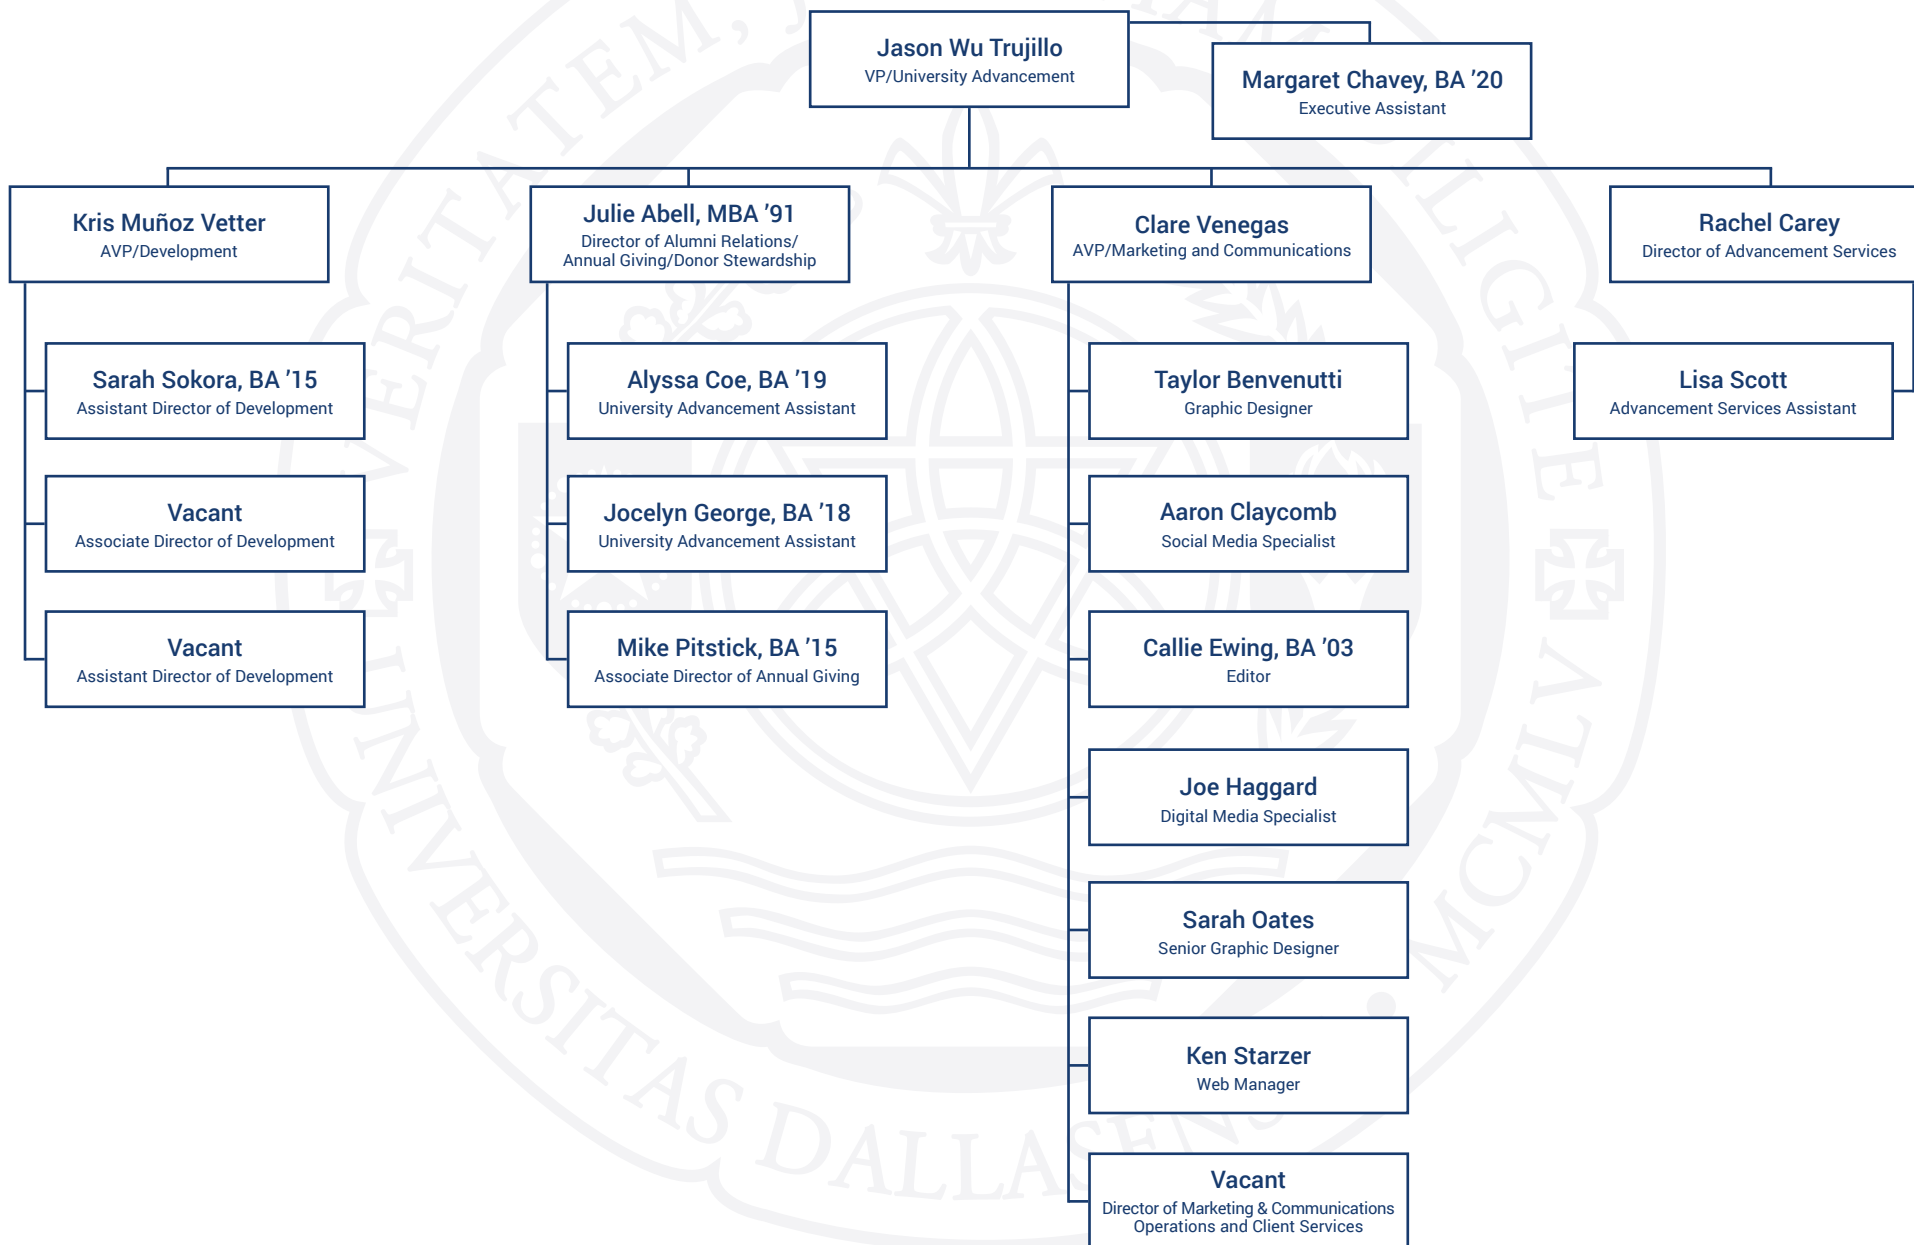 Jason Wu Trujillo
VP/University Advancement
Margaret Chavey, BA ’20
Executive Assistant
Kris Muñoz Vetter
AVP/Development
Julie Abell, MBA ’91
Director of Alumni Relations/
Annual Giving/Donor Stewardship
Clare Venegas
AVP/Marketing and Communications
Rachel Carey
Director of Advancement Services
Sarah Sokora, BA ’15
Assistant Director of Development
Vacant
Associate Director of Development
Vacant
Assistant Director of Development
Alyssa Coe, BA ’19
University Advancement Assistant
Jocelyn George, BA ’18
University Advancement Assistant
Mike Pitstick, BA ’15
Associate Director of Annual Giving
Taylor Benvenutti
Graphic Designer
Aaron Claycomb
Social Media Specialist
Callie Ewing, BA ’03
Editor
Joe Haggard
Digital Media Specialist
Sarah Oates
Senior Graphic Designer
Ken Starzer
Web Manager
Vacant
Director of Marketing & Communications
Operations and Client Services
Lisa Scott
Advancement Services Assistant
VERITATEM,
DILIGITE
UNIVERSITAS DALLASENS
MCMLV